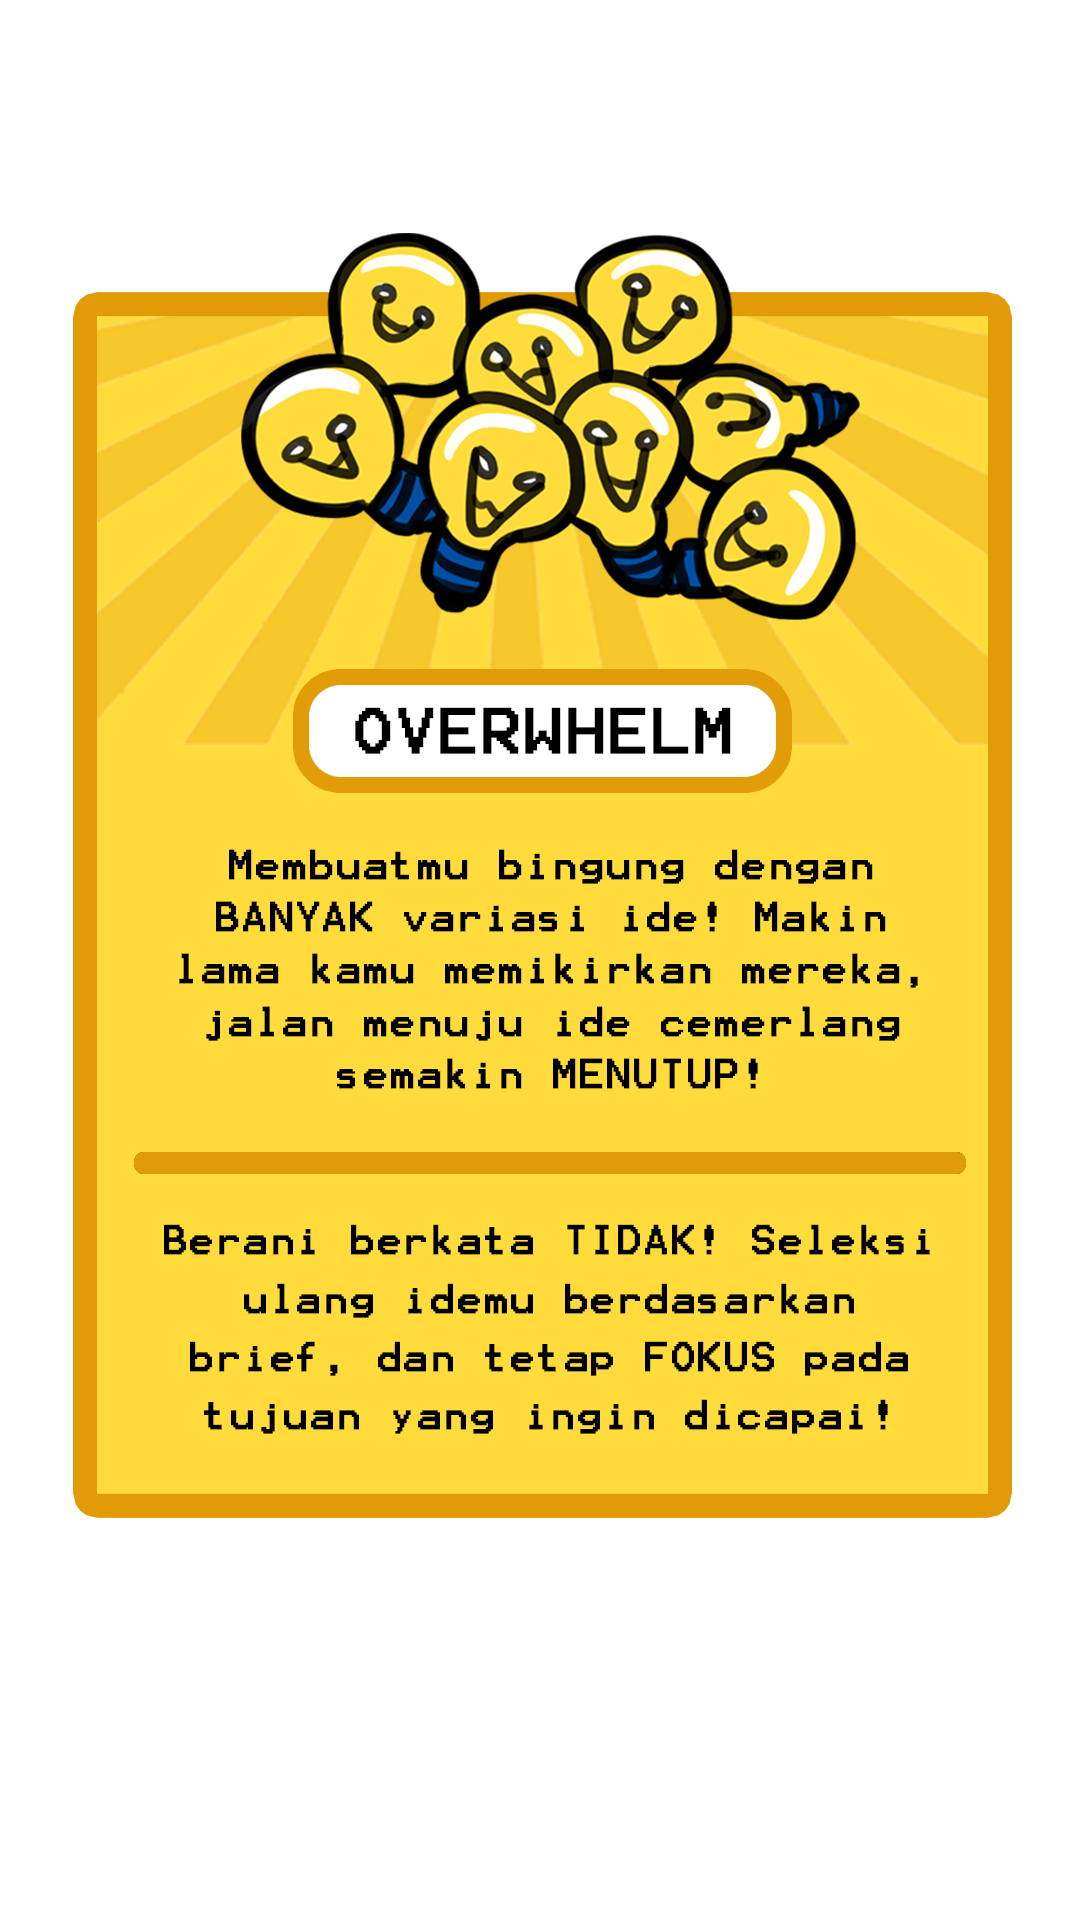 OVERWHELM
Membuatmu bingung dengan
BANYAK variasi ide! Makin
lama kamu memikirkan mereka,
jalan menuju ide cemerlang
semakin MENUTUP!
Berani berkata TIDAK! Seleksi
ulang idemu berdasarkan
brief, dan tetap FOKUS pada
tujuan yang ingin dicapai!